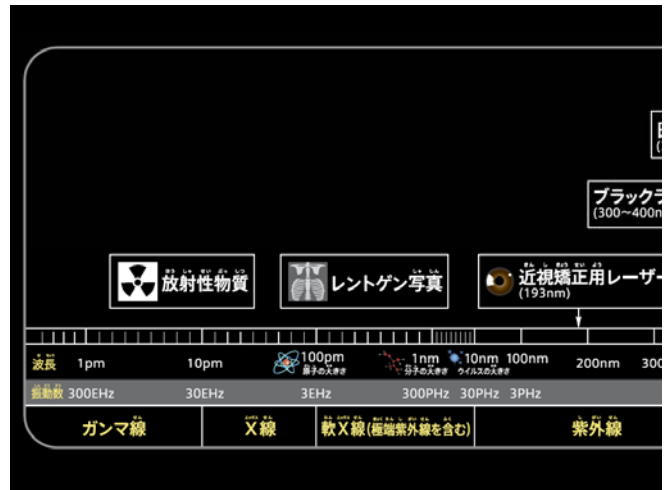 ブラックラ
(300〜400n
放射性物質
レントゲン写真
近視矯正用レーザー
(193nm)
波長 1pm 10pm 100pm 1nm 10nm 100nm 200nm 300
原子の大きさ 分子の大きさ ウイルスの大きさ
振動数 300EHz 30EHz 3EHz 300PHz 30PHz 3PHz
ガンマ線 X線 軟X線(極端紫外線を含む) 紫外線